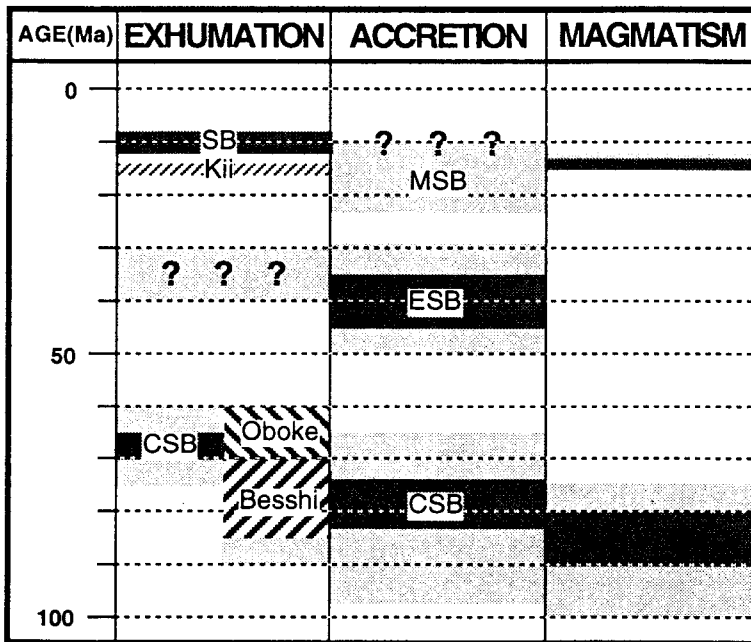 AGE(Ma) EXHUMATION ACCRETION MAGMATISM
0
SB
? ? ?
Kii
MSB
? ? ?
ESB
50
Oboke
CSB
Besshi
CSB
100